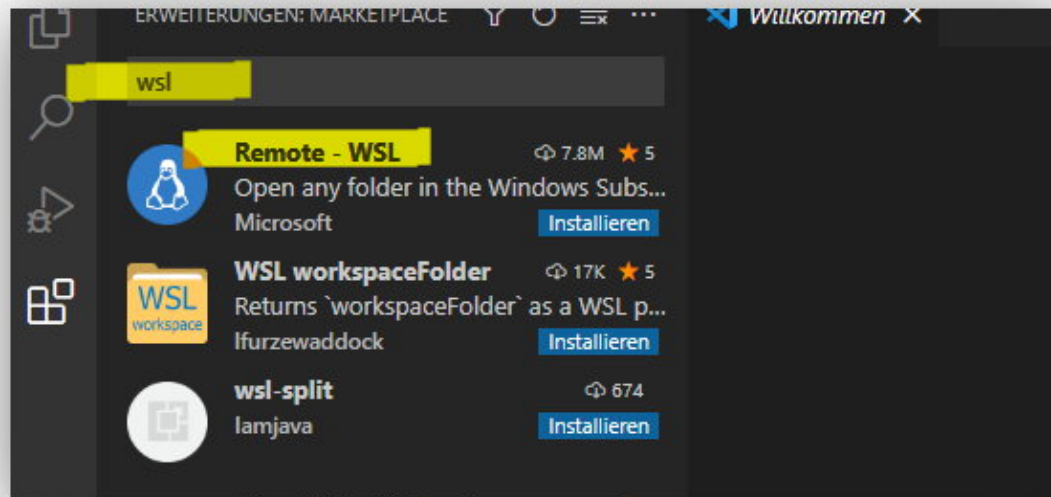 ERWEITERUNGEN: MARKETPLACE
Willkommen
wsl
Remote - WSL 7.8M 5
Open any folder in the Windows Subs...
Microsoft Installieren
WSL workspaceFolder 17K 5
WSL
workspace
Returns `workspaceFolder` as a WSL p...
lfurzewaddock Installieren
wsl-split 674
lamjava Installieren